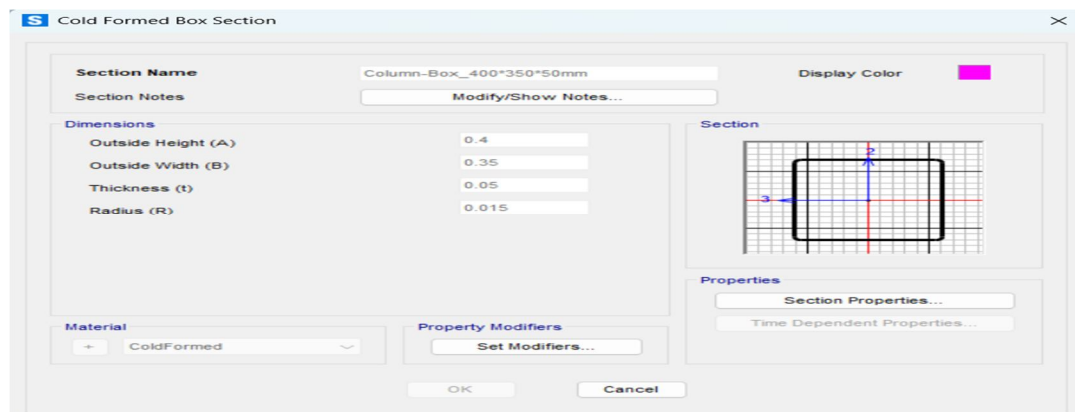 S Cold Formed Box Section
Section Name Column-Box_400*350*50mm Display Color
Section Notes Modify/Show Notes...
Dimensions
Outside Height (A) 0.4
Outside Width (B) 0.35
Thickness (t) 0.05
Radius (R) 0.015
Section
2
3
Properties
Section Properties...
Time Dependent Properties...
Material
+ ColdFormed
Property Modifiers
Set Modifiers...
OK Cancel